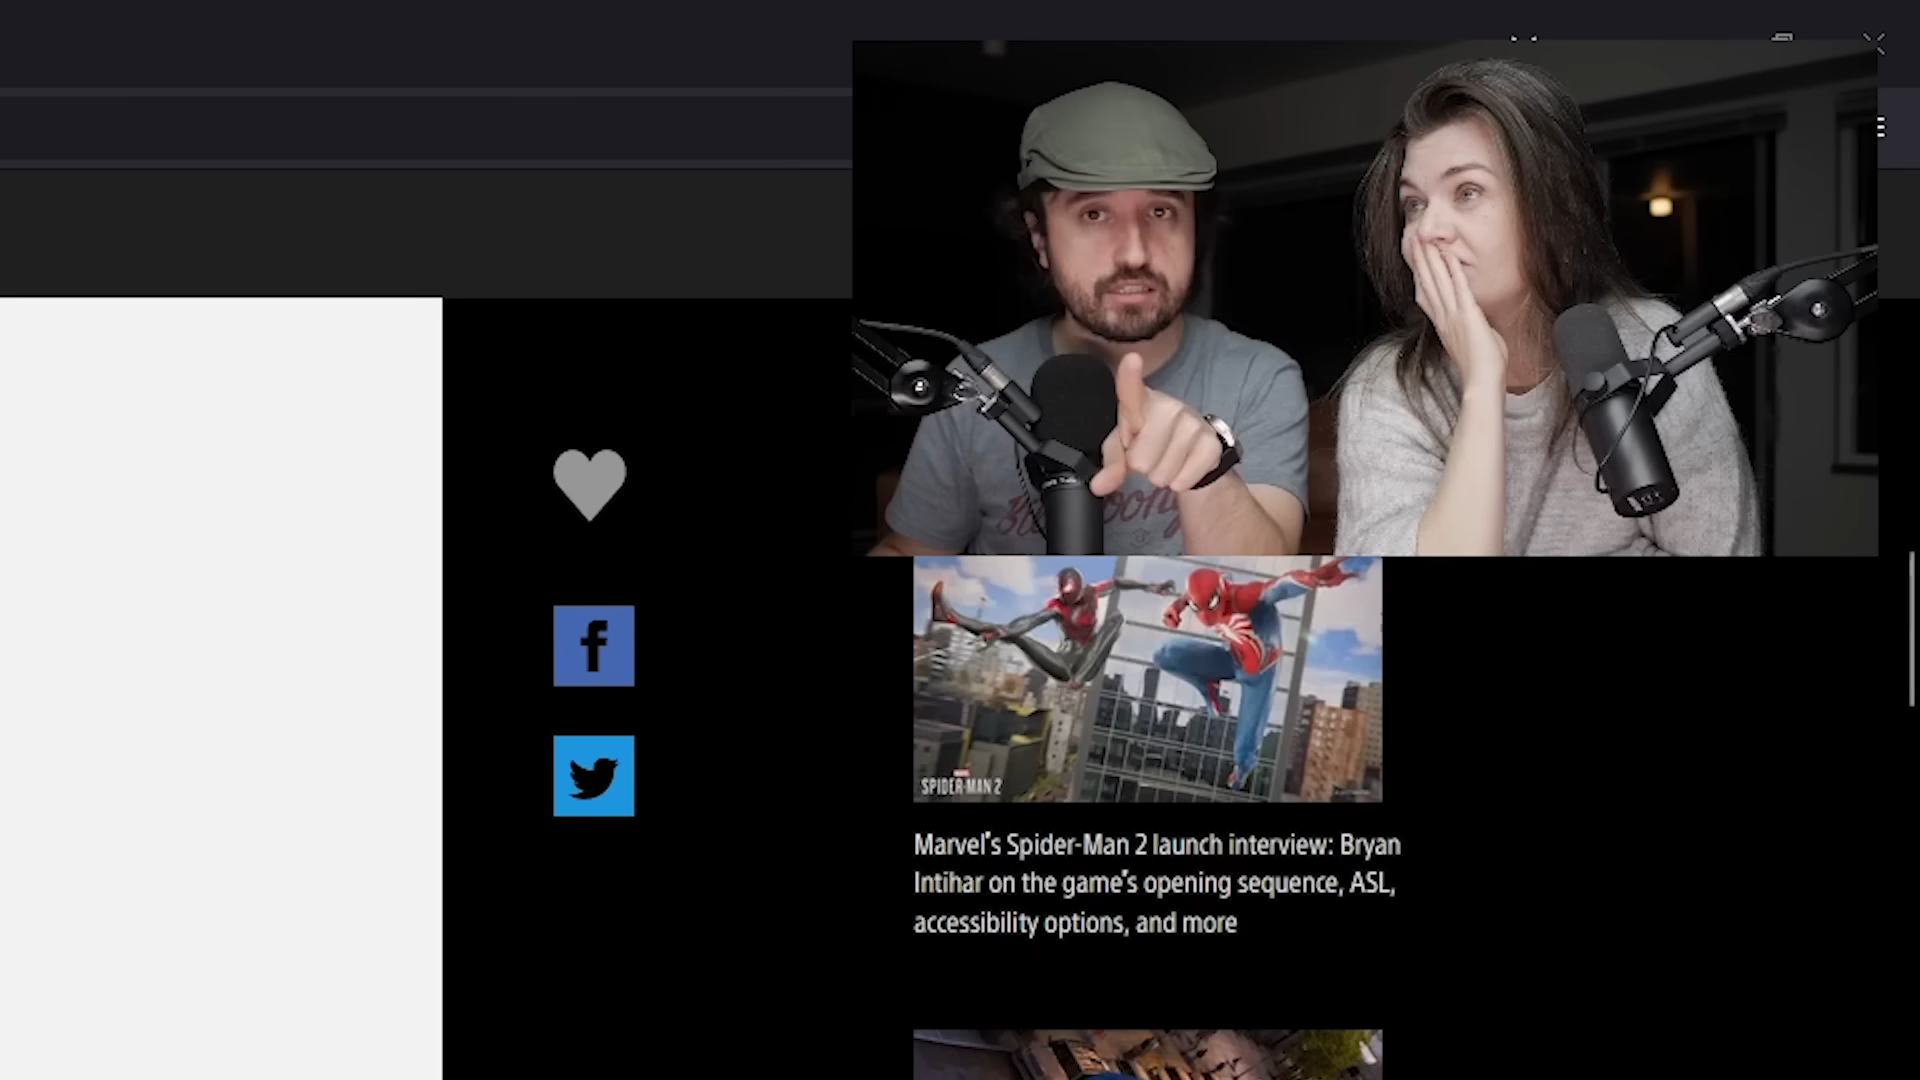 MARVEL
SPIDER-MAN 2
Marvel's Spider-Man 2 launch interview: Bryan
Intihar on the game's opening sequence, ASL,
accessibility options, and more